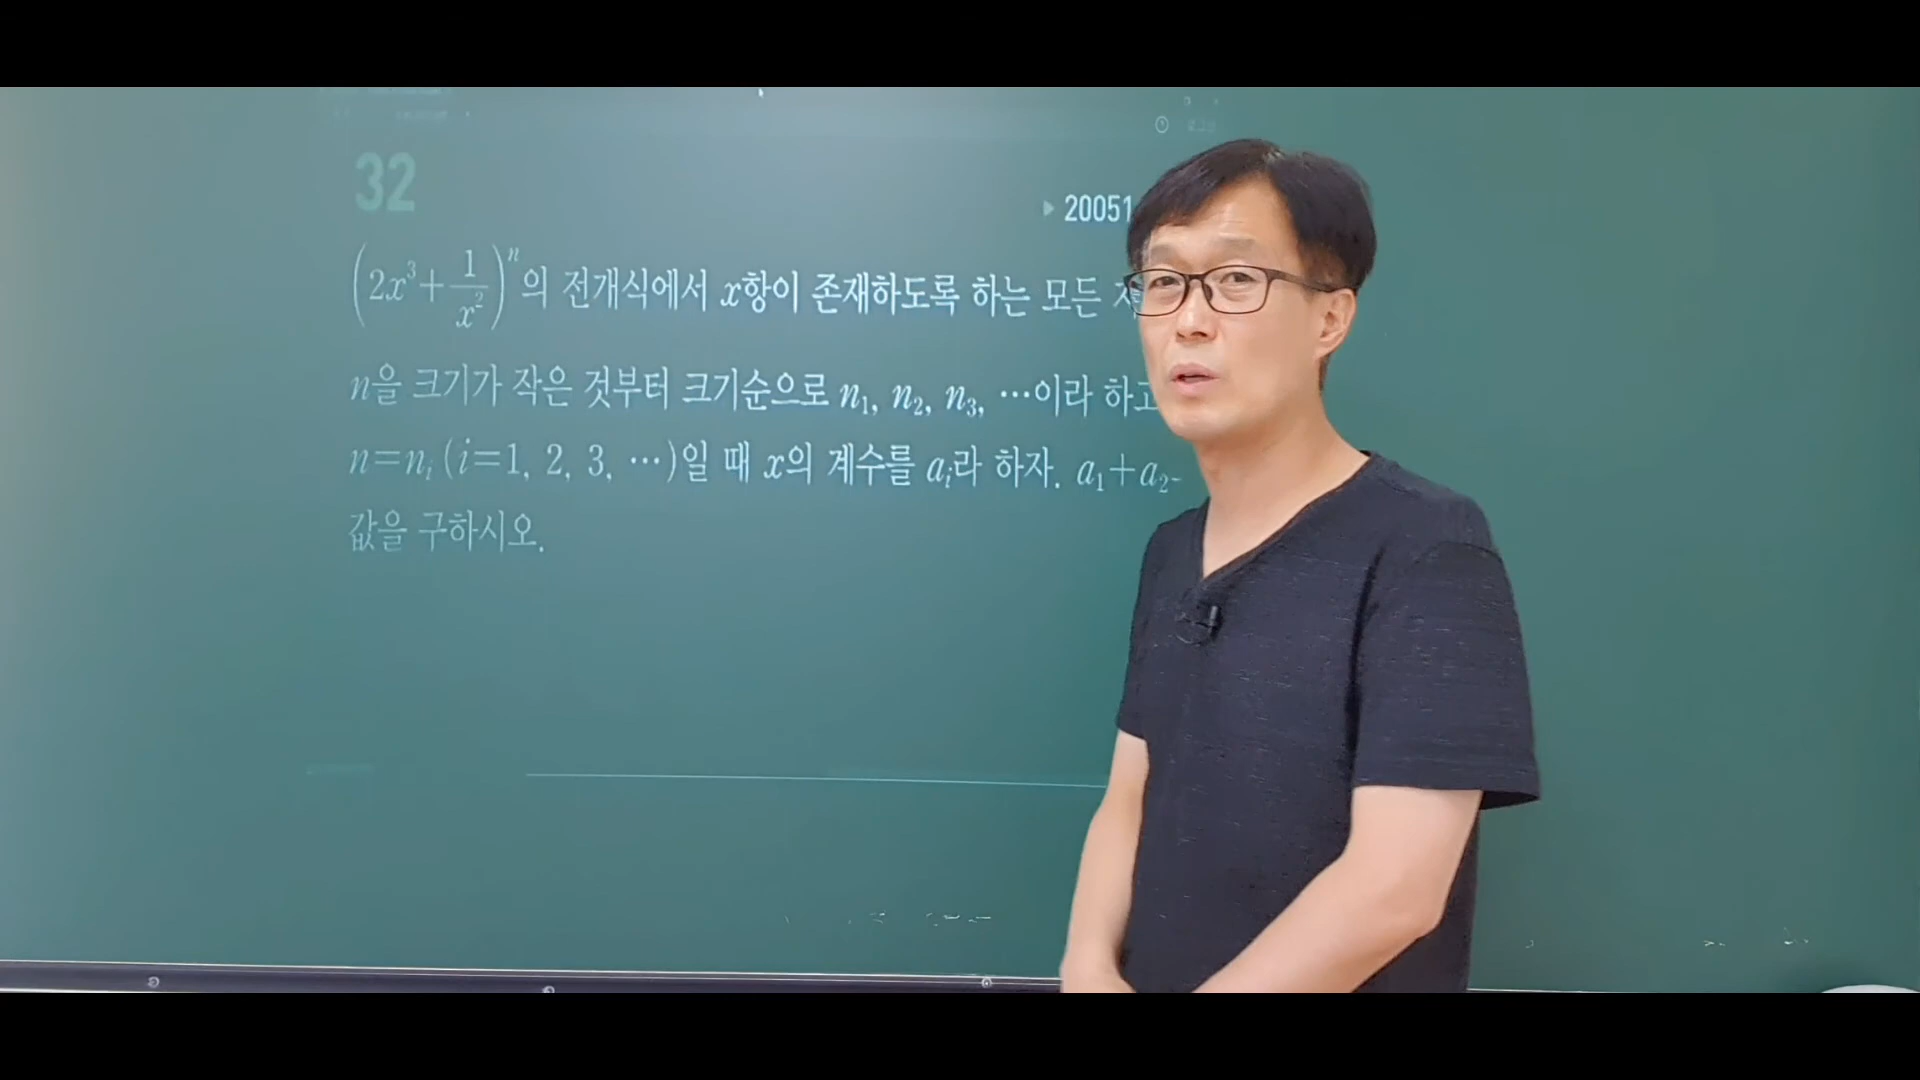 32
▶ 20051
(2x³+1/x²)ⁿ의 전개식에서 x항이 존재하도록 하는 모든
n을 크기가 작은 것부터 크기순으로 n₁, n₂, n₃, …이라 하고
n=nᵢ (i=1, 2, 3, …)일 때 x의 계수를 aᵢ라 하자. a₁+a₂
값을 구하시오.